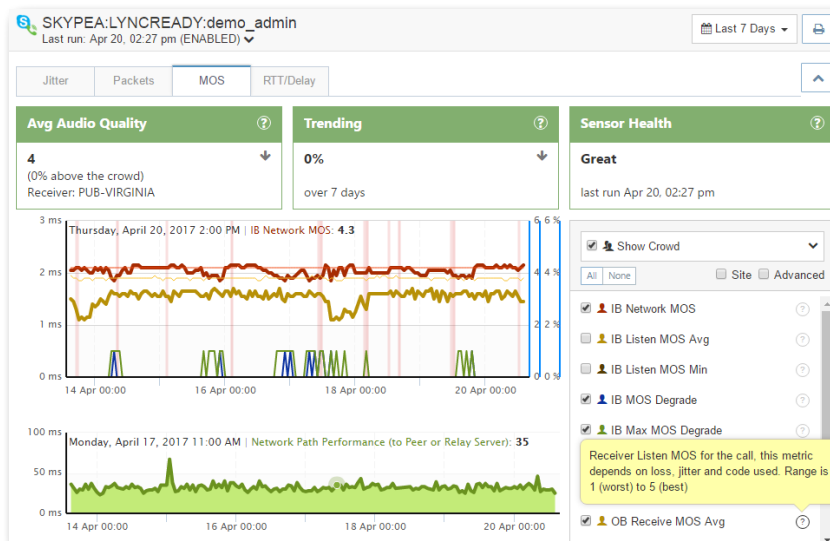 SKYPEA:LYNCREADY:demo_admin
Last run: Apr 20, 02:27 pm (ENABLED)
Last 7 Days
Jitter
Packets
MOS
RTT/Delay
Avg Audio Quality
4
(0% above the crowd)
Receiver: PUB-VIRGINIA
Trending
0%
over 7 days
Sensor Health
Great
last run Apr 20, 02:27 pm
3 ms
Thursday, April 20, 2017 2:00 PM | IB Network MOS: 4.3
6 6 %
2 ms
4 4 %
1 ms
2 2 %
0 ms
0 0 %
14 Apr 00:00
16 Apr 00:00
18 Apr 00:00
20 Apr 00:00
100 ms
Monday, April 17, 2017 11:00 AM | Network Path Performance (to Peer or Relay Server): 35
50 ms
0 ms
14 Apr 00:00
16 Apr 00:00
18 Apr 00:00
20 Apr 00:00
Show Crowd
All None
Site
Advanced
IB Network MOS ?
IB Listen MOS Avg ?
IB Listen MOS Min ?
IB MOS Degrade ?
IB Max MOS Degrade ?
Receiver Listen MOS for the call, this metric
depends on loss, jitter and code used. Range is
1 (worst) to 5 (best)
OB Receive MOS Avg ?